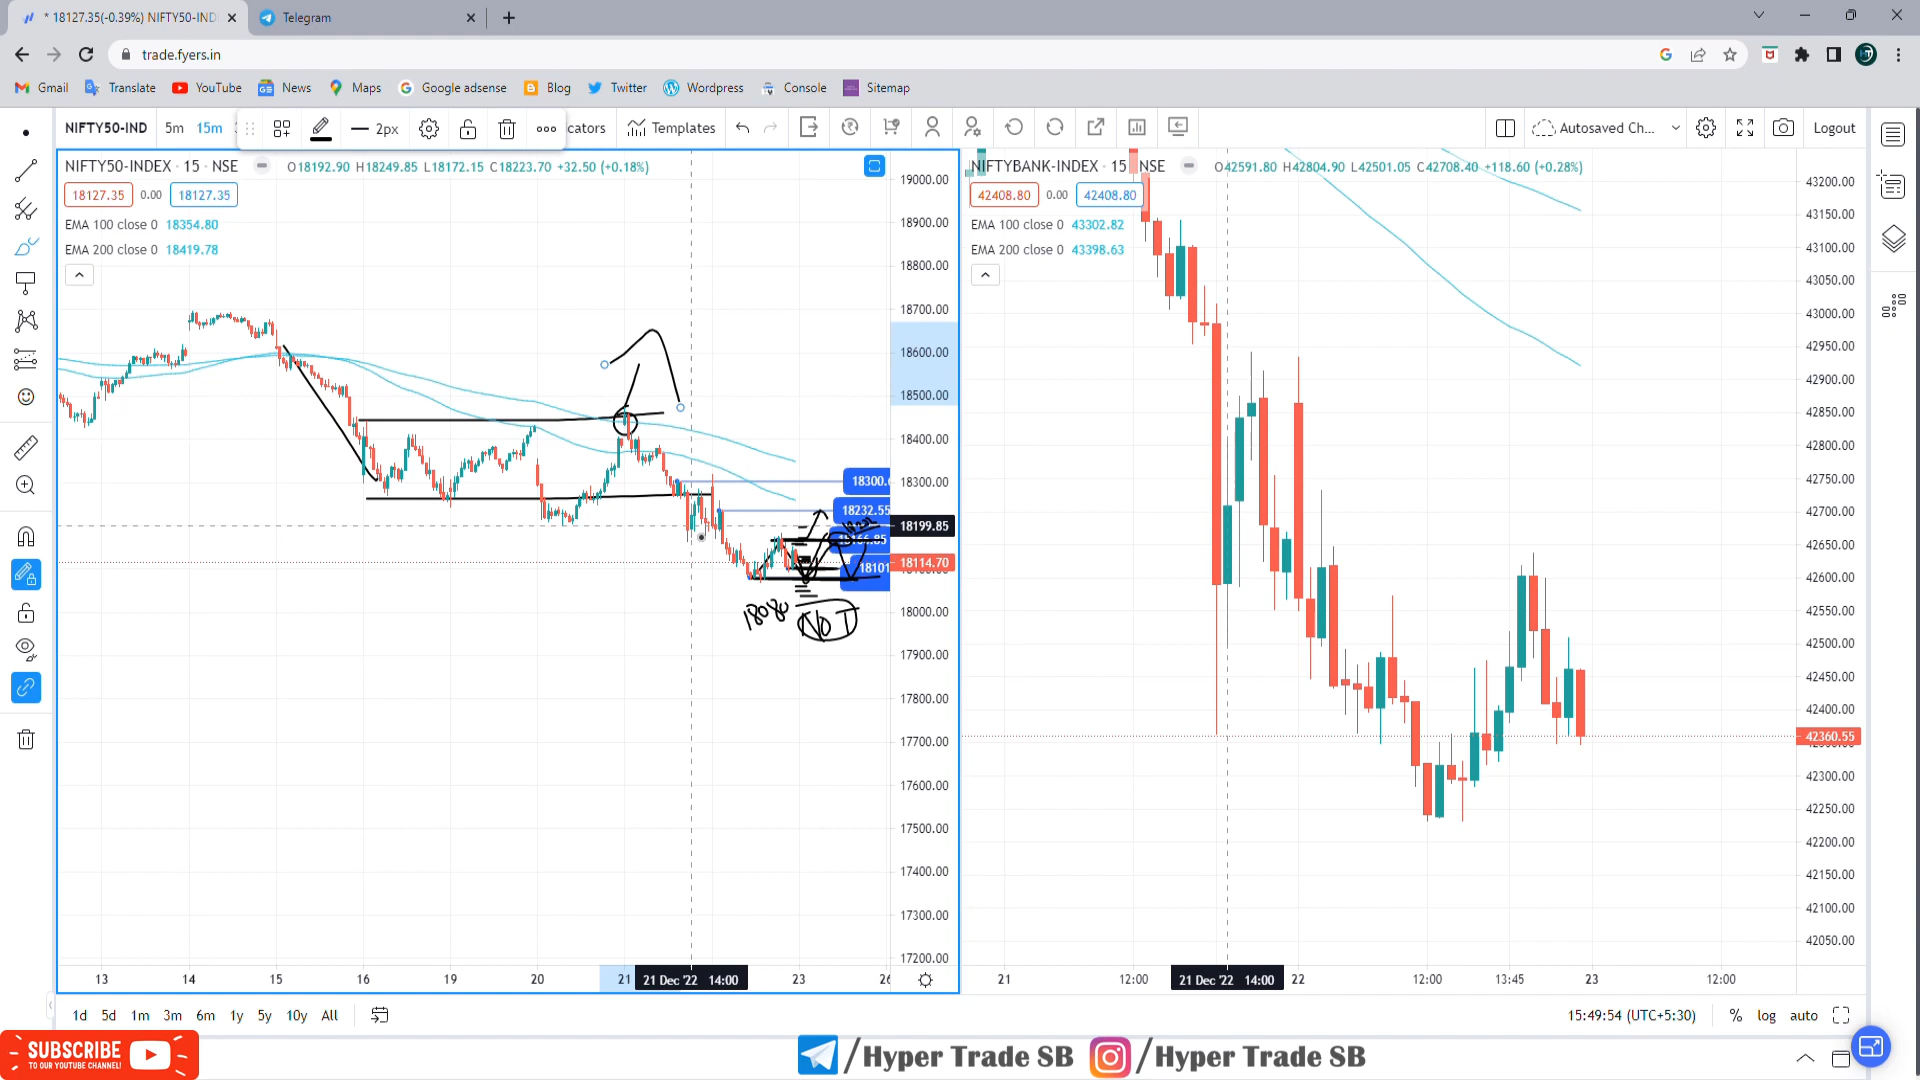 * 18127.35(-0.39%) NIFTY50-IND
Telegram
trade.fyers.in
Gmail Translate YouTube News Maps Google adsense Blog Twitter Wordpress Console Sitemap
NIFTY50-IND 5m 15m 2px cators Templates Autosaved Ch... Logout
NIFTY50-INDEX · 15 · NSE O18192.90 H18249.85 L18172.15 C18223.70 +32.50 (+0.18%)
18127.35 0.00 18127.35
EMA 100 close 0 18354.80
EMA 200 close 0 18419.78
19000.00
18900.00
18800.00
18700.00
18600.00
18500.00
18400.00
18300.00
18300.6
18232.55
18199.85
18114.70
18101
18080
NO T
18000.00
17900.00
17800.00
17700.00
17600.00
17500.00
17400.00
17300.00
17200.00
13 14 15 16 19 20 21 21 Dec '22 14:00 23 26
NIFTYBANK-INDEX · 15 NSE O42591.80 H42804.90 L42501.05 C42708.40 +118.60 (+0.28%)
42408.80 0.00 42408.80
EMA 100 close 0 43302.82
EMA 200 close 0 43398.63
43200.00
43150.00
43100.00
43050.00
43000.00
42950.00
42900.00
42850.00
42800.00
42750.00
42700.00
42650.00
42600.00
42550.00
42500.00
42450.00
42400.00
42360.55
42300.00
42250.00
42200.00
42150.00
42100.00
42050.00
21 12:00 21 Dec '22 14:00 22 12:00 13:45 23 12:00
1d 5d 1m 3m 6m 1y 5y 10y All
15:49:54 (UTC+5:30) % log auto
SUBSCRIBE
TO OUR YOUTUBE CHANNEL!
/Hyper Trade SB /Hyper Trade SB